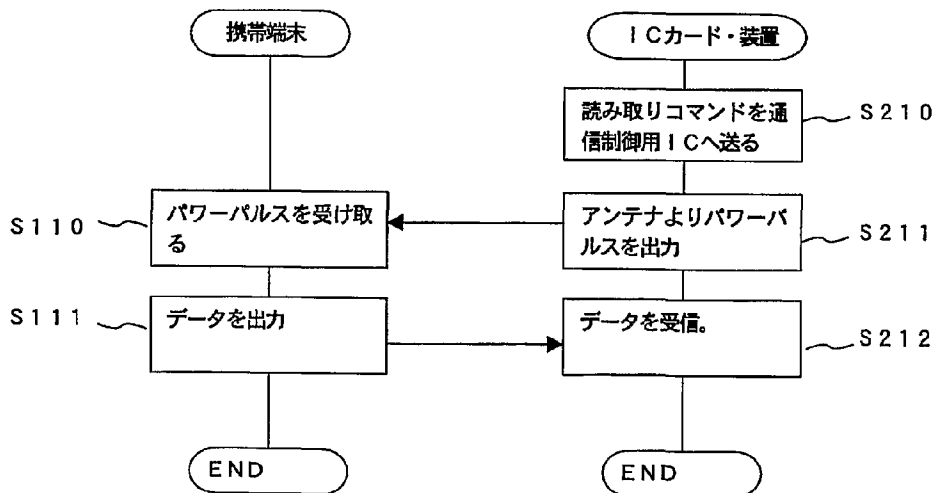 携帯端末
ICカード・装置
読み取りコマンドを通
信制御用ICへ送る
S210
S110
パワーパルスを受け取
る
アンテナよりパワーパ
ルスを出力
S211
S111
データを出力
データを受信。
S212
END
END